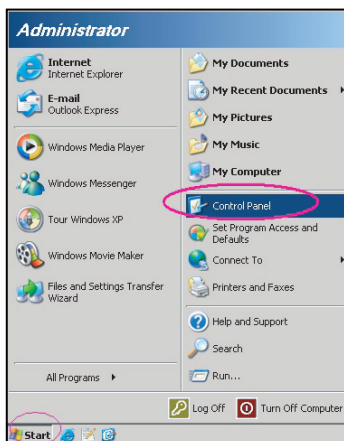 Administrator
Internet
Internet Explorer
E-mail
Outlook Express
Windows Media Player
Windows Messenger
Tour Windows XP
Windows Movie Maker
Files and Settings Transfer
Wizard
All Programs
My Documents
My Recent Documents
My Pictures
My Music
My Computer
Control Panel
Set Program Access and
Defaults
Connect To
Printers and Faxes
Help and Support
Search
Run...
Log Off
Turn Off Computer
Start